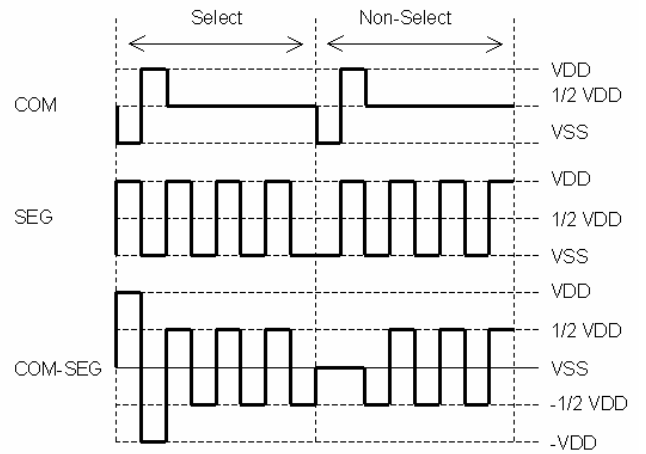 Select
Non-Select
COM
VDD
1/2 VDD
VSS
SEG
VDD
1/2 VDD
VSS
COM-SEG
VDD
1/2 VDD
VSS
-1/2 VDD
-VDD